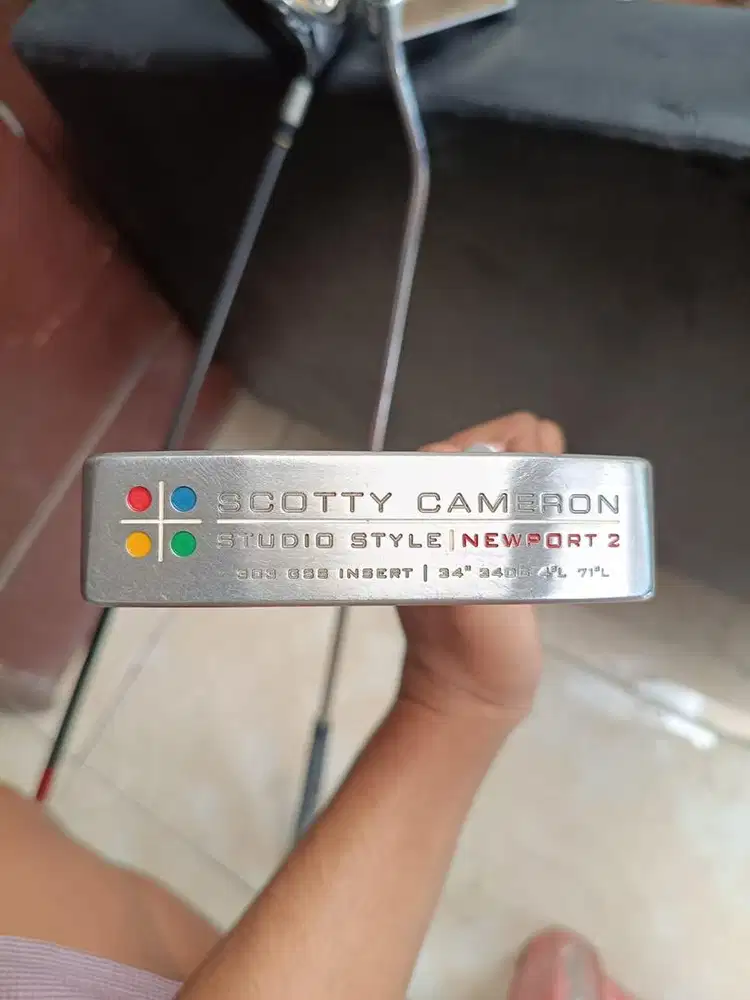 SCOTTY CAMERON
STUDIO STYLE | NEWPORT 2
303 GSS INSERT | 34" 340G 4°L 71°L